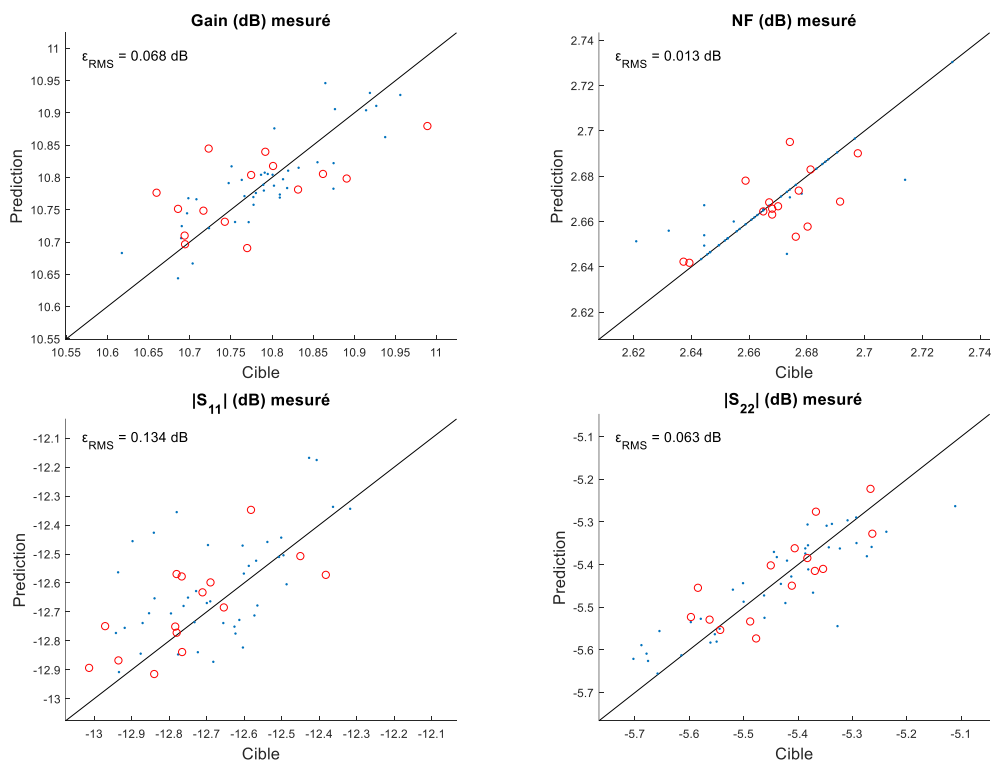 Gain (dB) mesuré
ε_RMS = 0.068 dB
11
10.95
10.9
10.85
10.8
10.75
10.7
10.65
10.6
10.55
Prediction
10.55 10.6 10.65 10.7 10.75 10.8 10.85 10.9 10.95 11
Cible
NF (dB) mesuré
ε_RMS = 0.013 dB
2.74
2.72
2.7
2.68
2.66
2.64
2.62
Prediction
2.62 2.64 2.66 2.68 2.7 2.72 2.74
Cible
|S_11| (dB) mesuré
ε_RMS = 0.134 dB
-12.1
-12.2
-12.3
-12.4
-12.5
-12.6
-12.7
-12.8
-12.9
-13
Prediction
-13 -12.9 -12.8 -12.7 -12.6 -12.5 -12.4 -12.3 -12.2 -12.1
Cible
|S_22| (dB) mesuré
ε_RMS = 0.063 dB
-5.1
-5.2
-5.3
-5.4
-5.5
-5.6
-5.7
Prediction
-5.7 -5.6 -5.5 -5.4 -5.3 -5.2 -5.1
Cible